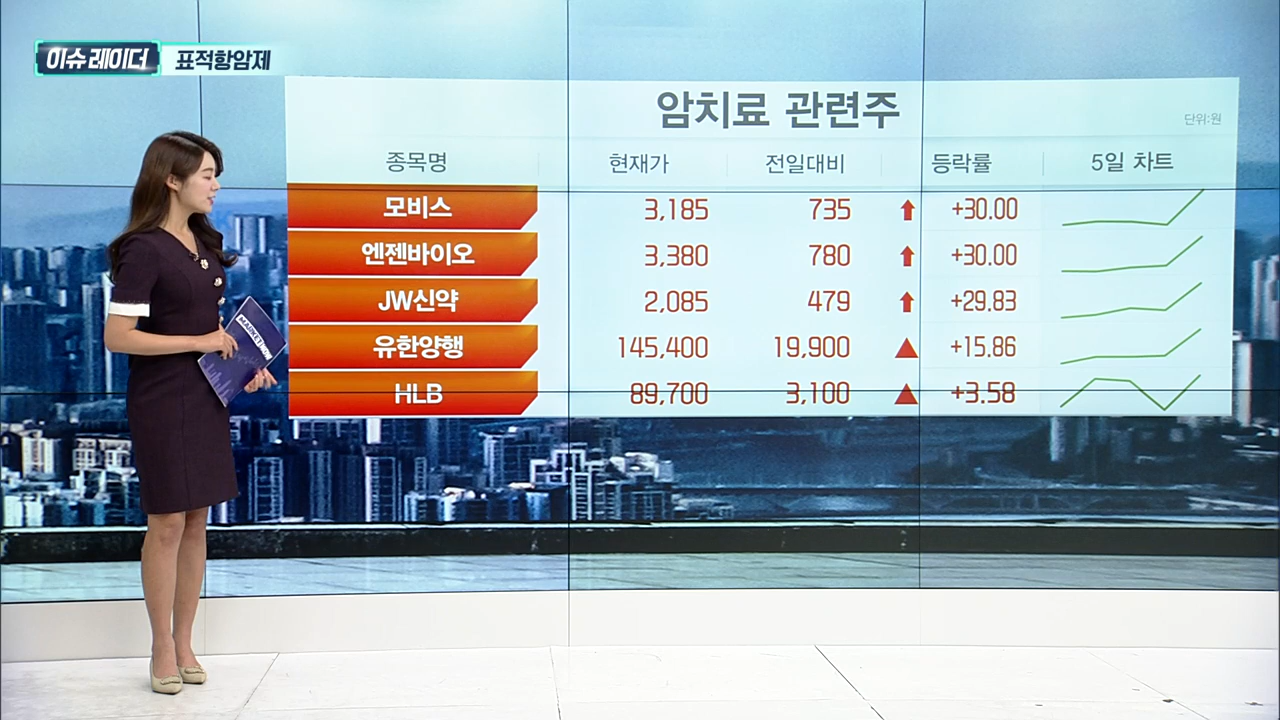 이슈 레이더 표적항암제
암치료 관련주
단위:원
종목명 현재가 전일대비 등락률 5일 차트
모비스 3,185 735 +30.00
엔젠바이오 3,380 780 +30.00
JW신약 2,085 479 +29.83
유한양행 145,400 19,900 +15.86
HLB 89,700 3,100 +3.58
MARKET NOW